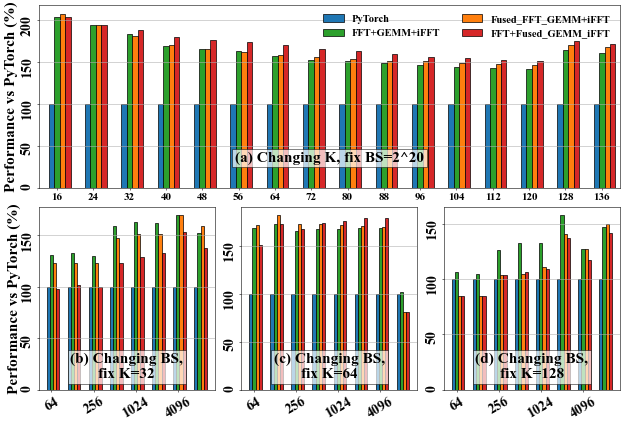 Performance vs PyTorch (%)
200
150
100
50
0
PyTorch
FFT+GEMM+iFFT
Fused_FFT_GEMM+iFFT
FFT+Fused_GEMM_iFFT
(a) Changing K, fix BS=2^20
16 24 32 40 48 56 64 72 80 88 96 104 112 120 128 136
Performance vs PyTorch (%)
150
100
50
0
(b) Changing BS,
fix K=32
64 256 1024 4096
150
100
50
0
(c) Changing BS,
fix K=64
64 256 1024 4096
150
100
50
0
(d) Changing BS,
fix K=128
64 256 1024 4096